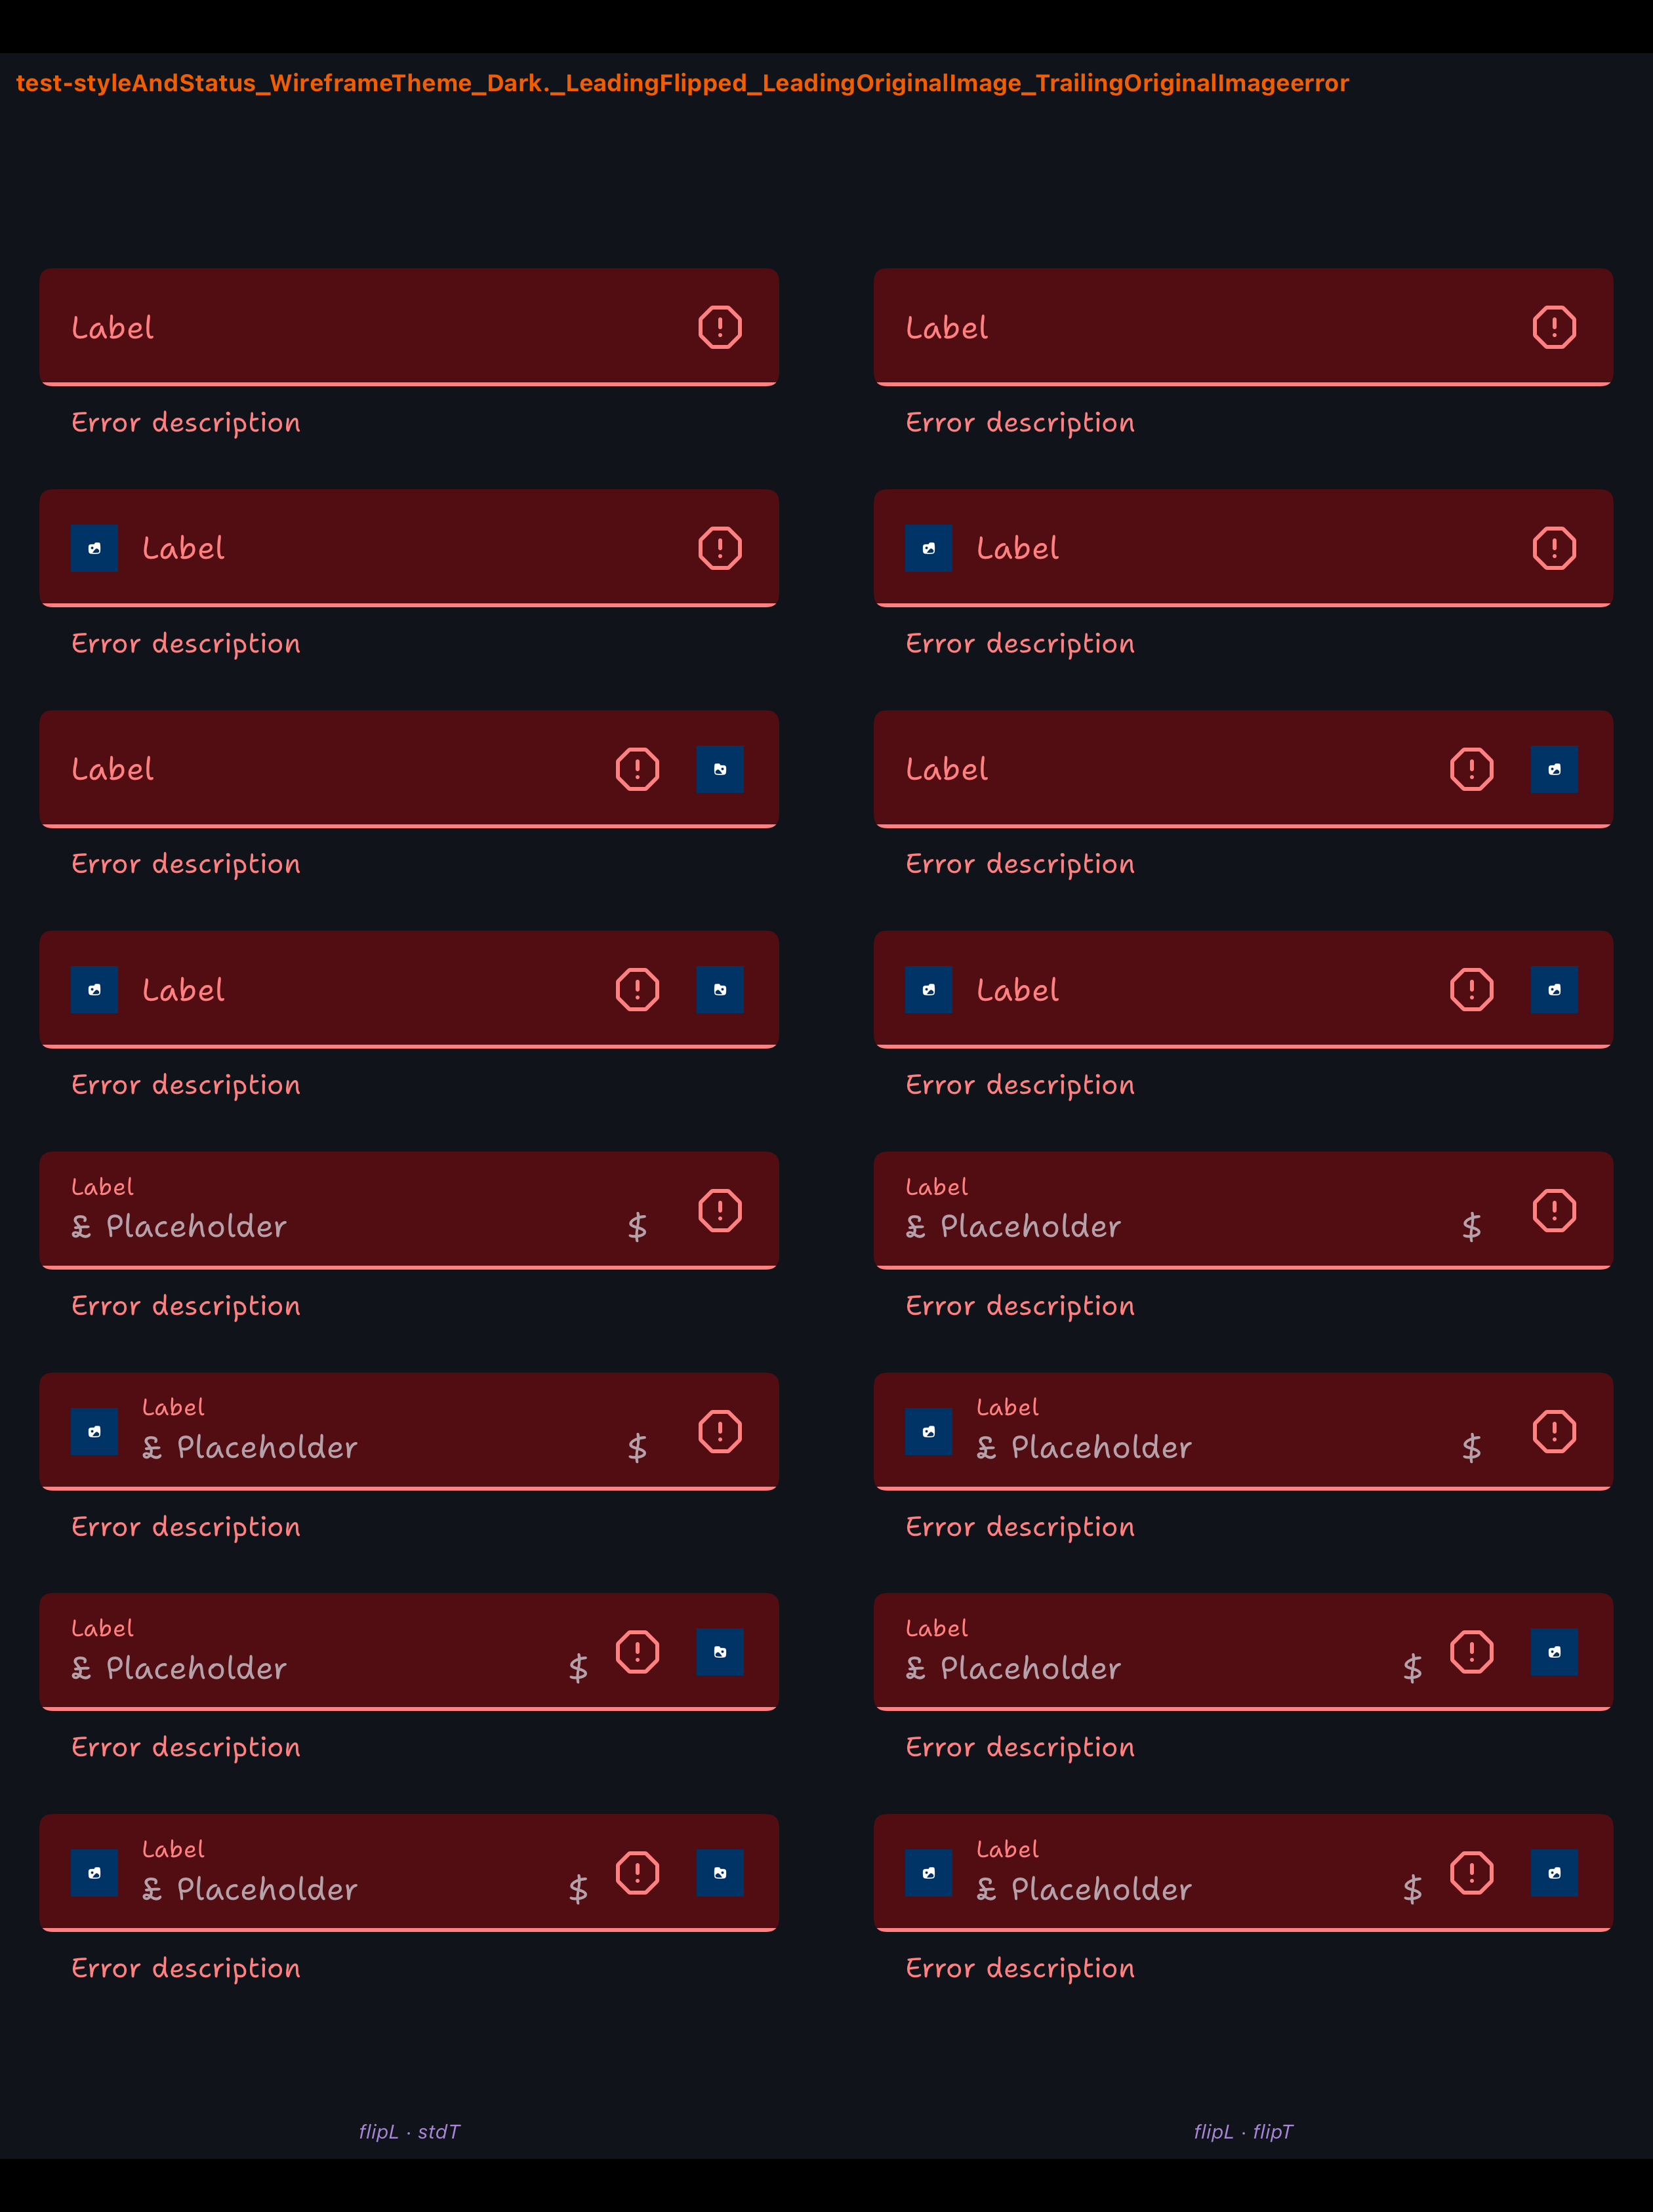 test-styleAndStatus_WireframeTheme_Dark._LeadingFlipped_LeadingOriginalImage_TrailingOriginalImageerror
Label
Label
Error description
Error description
Label
Label
Error description
Error description
Label
Label
Error description
Error description
Label
Label
Error description
Error description
Label
£ Placeholder $
Label
£ Placeholder $
Error description
Error description
Label
£ Placeholder $
Label
£ Placeholder $
Error description
Error description
Label
£ Placeholder $
Label
£ Placeholder $
Error description
Error description
Label
£ Placeholder $
Label
£ Placeholder $
Error description
Error description
flipL · stdT
flipL · flipT